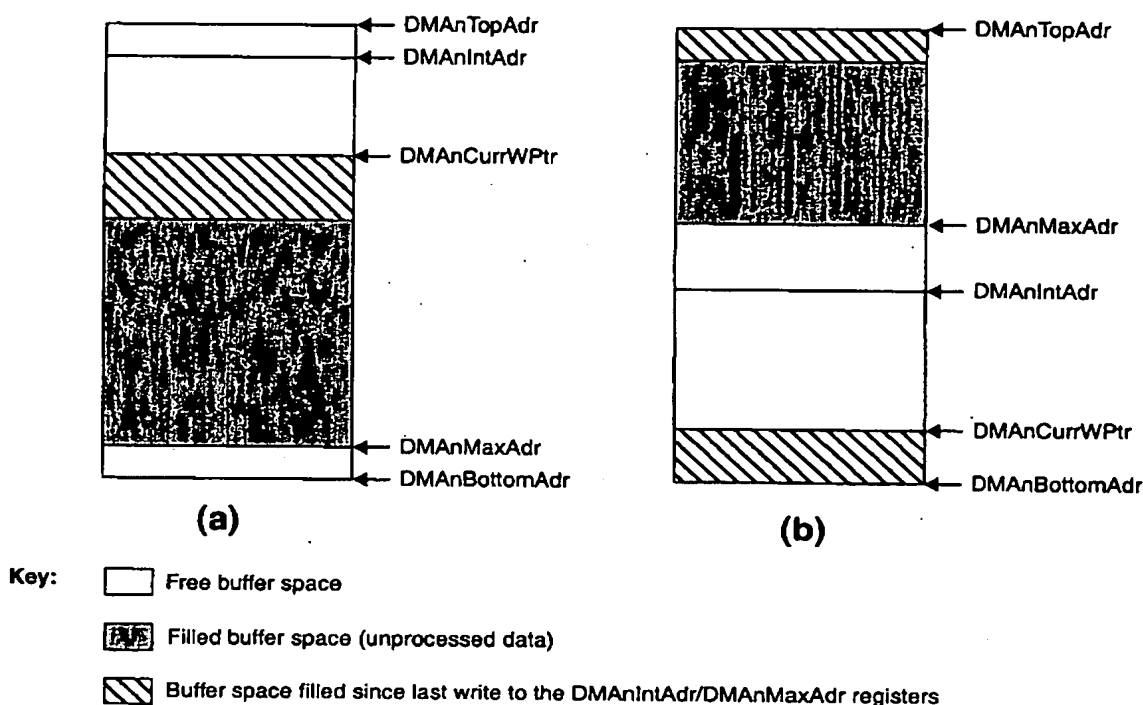 DMAnTopAdr
DMAnIntAdr
DMAnCurrWPtr
DMAnMaxAdr
DMAnBottomAdr
(a)
DMAnTopAdr
DMAnMaxAdr
DMAnIntAdr
DMAnCurrWPtr
DMAnBottomAdr
(b)
Key:
Free buffer space
Filled buffer space (unprocessed data)
Buffer space filled since last write to the DMAnIntAdr/DMAnMaxAdr registers